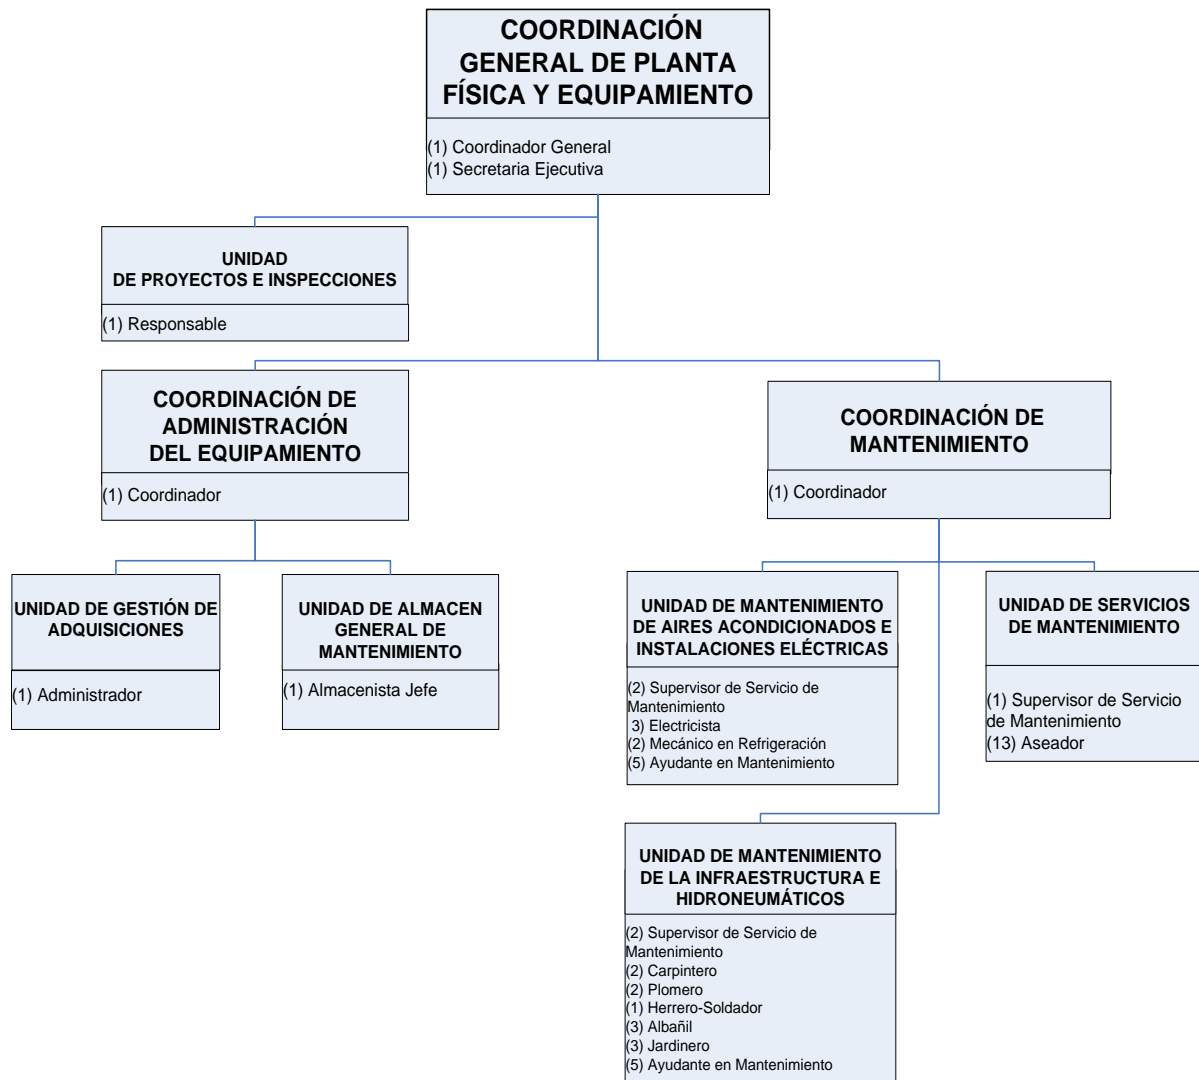 COORDINACIÓN
GENERAL DE PLANTA
FÍSICA Y EQUIPAMIENTO
(1) Coordinador General
(1) Secretaria Ejecutiva
UNIDAD
DE PROYECTOS E INSPECCIONES
(1) Responsable
COORDINACIÓN DE
ADMINISTRACIÓN
DEL EQUIPAMIENTO
(1) Coordinador
COORDINACIÓN DE
MANTENIMIENTO
(1) Coordinador
UNIDAD DE GESTIÓN DE
ADQUISICIONES
(1) Administrador
UNIDAD DE ALMACEN
GENERAL DE
MANTENIMIENTO
(1) Almacenista Jefe
UNIDAD DE MANTENIMIENTO
DE AIRES ACONDICIONADOS E
INSTALACIONES ELÉCTRICAS
(2) Supervisor de Servicio de
Mantenimiento
3) Electricista
(2) Mecánico en Refrigeración
(5) Ayudante en Mantenimiento
UNIDAD DE SERVICIOS
DE MANTENIMIENTO
(1) Supervisor de Servicio
de Mantenimiento
(13) Aseador
UNIDAD DE MANTENIMIENTO
DE LA INFRAESTRUCTURA E
HIDRONEUMÁTICOS
(2) Supervisor de Servicio de
Mantenimiento
(2) Carpintero
(2) Plomero
(1) Herrero-Soldador
(3) Albañil
(3) Jardinero
(5) Ayudante en Mantenimiento